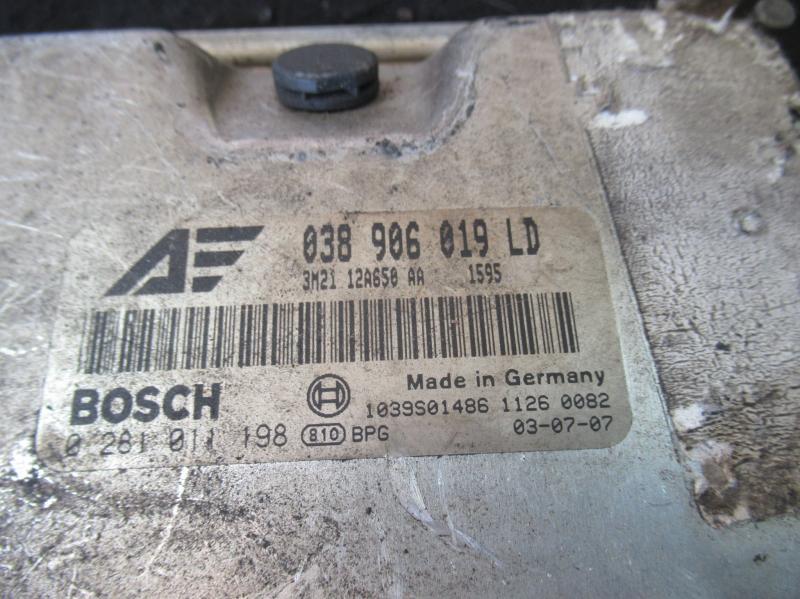 AE 038 906 019 LD
3M21 12A650 AA 1595
BOSCH Made in Germany
1039S01486 1126 0082
0 281 011 198 810 BPG 03-07-07